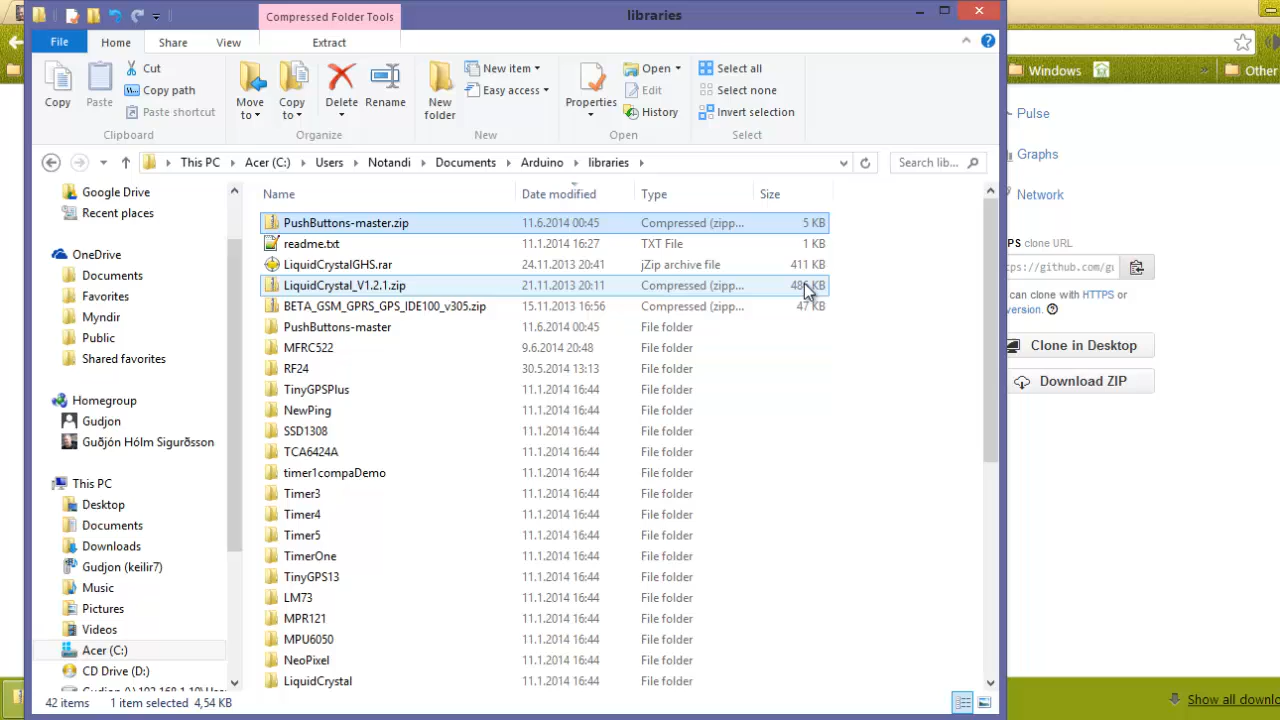 Compressed Folder Tools
libraries
File Home Share View Extract
Copy
Paste
Cut
Copy path
Paste shortcut
Clipboard
Move to
Copy to
Delete
Rename
Organize
New folder
New item
Easy access
New
Properties
Open
Edit
History
Open
Select all
Select none
Invert selection
Select
This PC Acer (C:) Users Notandi Documents Arduino libraries
Search lib...
Google Drive
Recent places
OneDrive
Documents
Favorites
Myndir
Public
Shared favorites
Homegroup
Gudjon
Guðjón Hólm Sigurðsson
This PC
Desktop
Documents
Downloads
Gudjon (keilir7)
Music
Pictures
Videos
Acer (C:)
CD Drive (D:)
Name Date modified Type Size
PushButtons-master.zip 11.6.2014 00:45 Compressed (zipp... 5 KB
readme.txt 11.1.2014 16:27 TXT File 1 KB
LiquidCrystalGHS.rar 24.11.2013 20:41 jZip archive file 411 KB
LiquidCrystal_V1.2.1.zip 21.11.2013 20:11 Compressed (zipp... KB
BETA_GSM_GPRS_GPS_IDE100_v305.zip 15.11.2013 16:56 Compressed (zipp... 47 KB
PushButtons-master 11.6.2014 00:45 File folder
MFRC522 9.6.2014 20:48 File folder
RF24 30.5.2014 13:13 File folder
TinyGPSPlus 11.1.2014 16:44 File folder
NewPing 11.1.2014 16:44 File folder
SSD1308 11.1.2014 16:44 File folder
TCA6424A 11.1.2014 16:44 File folder
timer1compaDemo 11.1.2014 16:44 File folder
Timer3 11.1.2014 16:44 File folder
Timer4 11.1.2014 16:44 File folder
Timer5 11.1.2014 16:44 File folder
TimerOne 11.1.2014 16:44 File folder
TinyGPS13 11.1.2014 16:44 File folder
LM73 11.1.2014 16:44 File folder
MPR121 11.1.2014 16:44 File folder
MPU6050 11.1.2014 16:44 File folder
NeoPixel 11.1.2014 16:44 File folder
LiquidCrystal 11.1.2014 16:44 File folder
42 items 1 item selected 4,54 KB
Windows
Other
Pulse
Graphs
Network
clone URL
can clone with HTTPS or
Clone in Desktop
Download ZIP
Show all